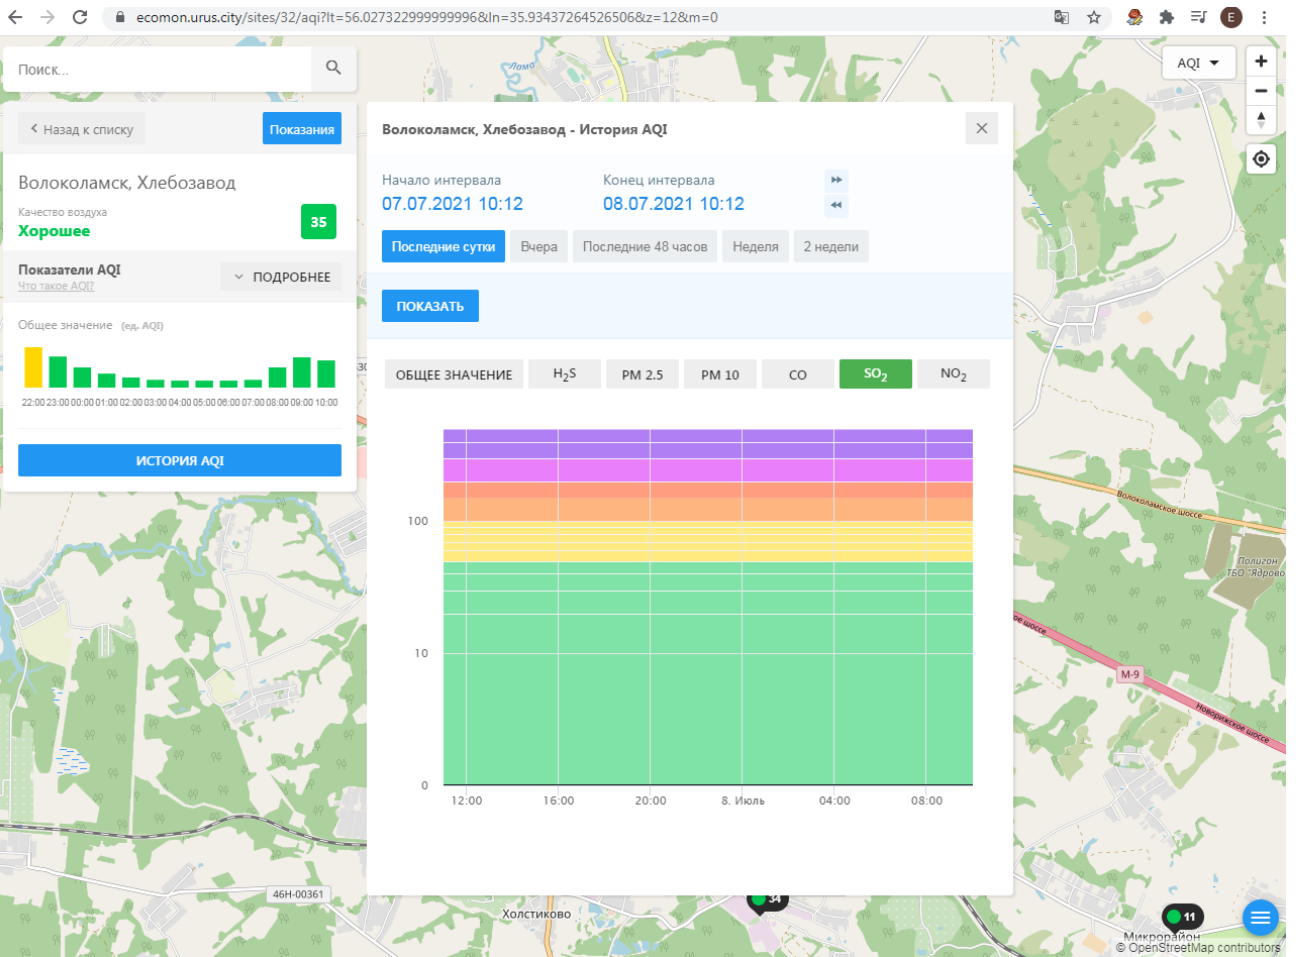 ecomon.urus.city/sites/32/aqi?lt=56.027322999999996&ln=35.93437264526506&z=12&m=0
E
Поиск...
AQI
Назад к списку
Показания
Волоколамск, Хлебозавод
Качество воздуха
Хорошее
35
Показатели AQI
Что такое AQI?
ПОДРОБНЕЕ
Общее значение (ед. AQI)
22:00 23:00 00:00 01:00 02:00 03:00 04:00 05:00 06:00 07:00 08:00 09:00 10:00
ИСТОРИЯ AQI
Волоколамск, Хлебозавод - История AQI
Начало интервала
Конец интервала
07.07.2021 10:12
08.07.2021 10:12
Последние сутки
Вчера
Последние 48 часов
Неделя
2 недели
ПОКАЗАТЬ
ОБЩЕЕ ЗНАЧЕНИЕ
H2S
PM 2.5
PM 10
CO
SO2
NO2
100
10
0
12:00
16:00
20:00
8. Июль
04:00
08:00
Лама
Волоколамское шоссе
Полигон
ТБО "Ядрово
M-9
Новорижское шоссе
46Н-00361
Холстиково
34
11
Микрорайон
© OpenStreetMap contributors